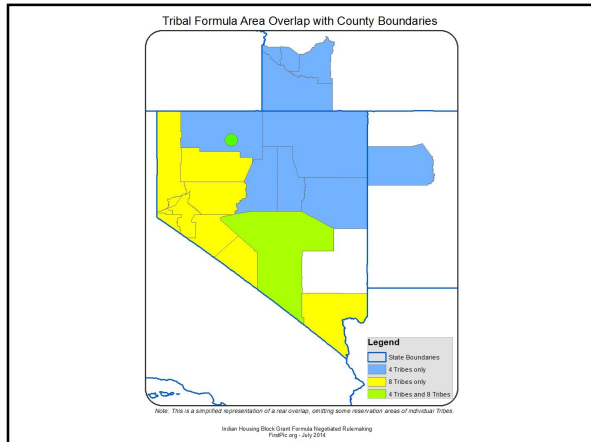 Tribal Formula Area Overlap with County Boundaries
Legend
State Boundaries
4 Tribes only
8 Tribes only
4 Tribes and 8 Tribes
Note: This is a simplified representation of a real overlap, omitting some reservation areas of individual Tribes.
Indian Housing Block Grant Formula Negotiated Rulemaking
FirstPic.org - July 2014